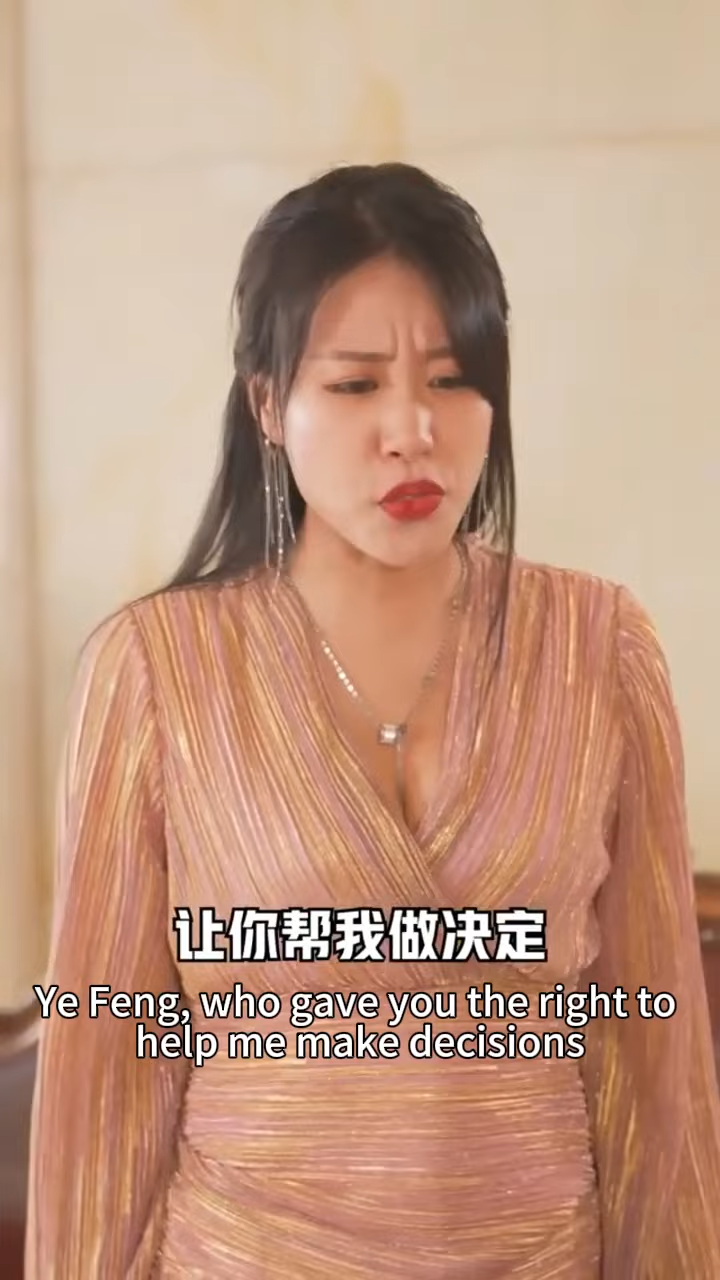 让你帮我做决定
Ye Feng, who gave you the right to
help me make decisions